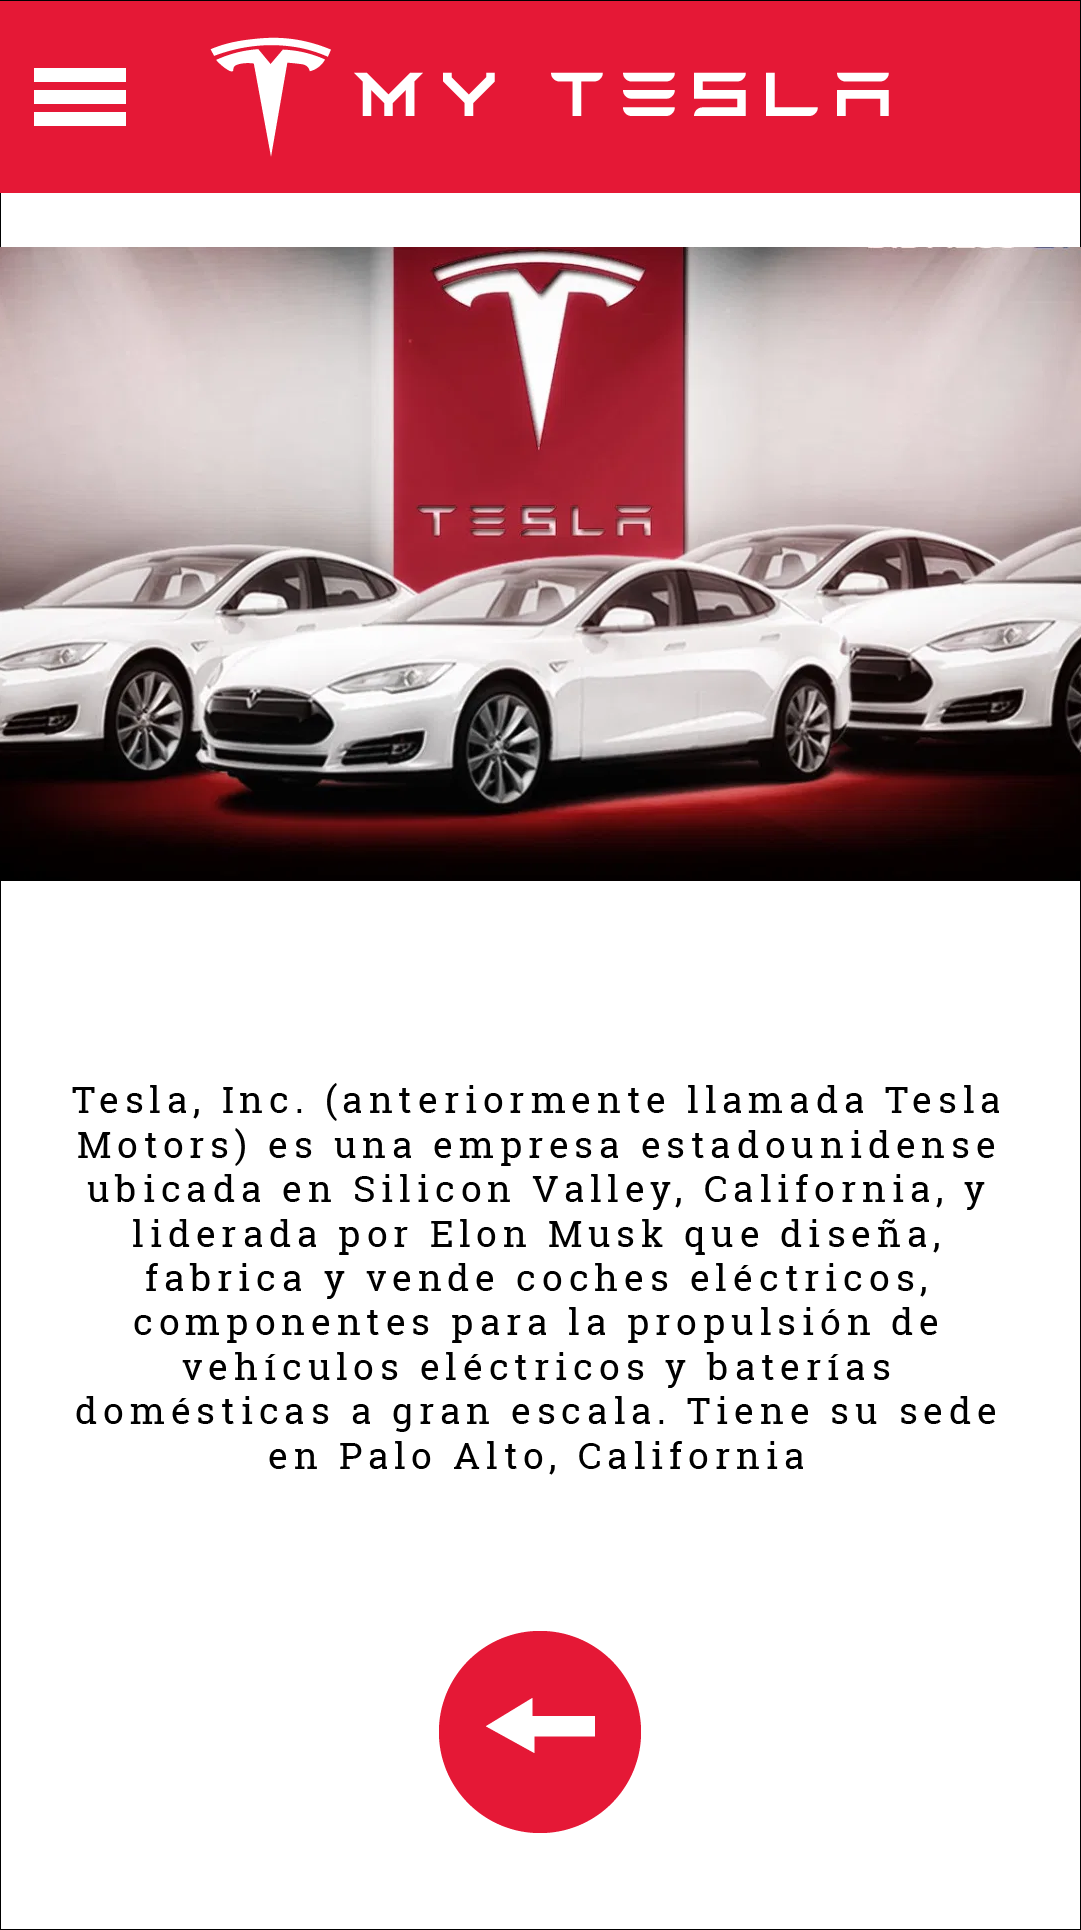 MY TESLA
TESLA
Tesla, Inc. (anteriormente llamada Tesla
Motors) es una empresa estadounidense
ubicada en Silicon Valley, California, y
liderada por Elon Musk que diseña,
fabrica y vende coches eléctricos,
componentes para la propulsión de
vehículos eléctricos y baterías
domésticas a gran escala. Tiene su sede
en Palo Alto, California